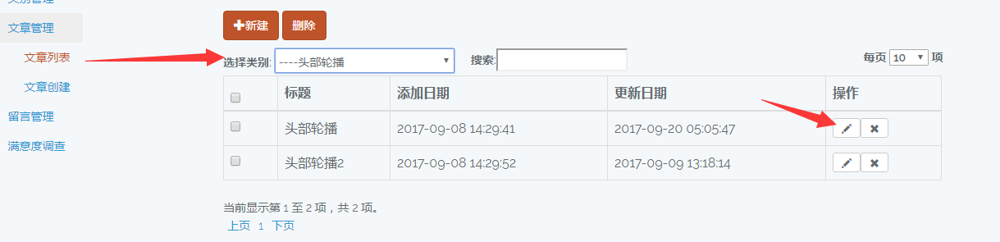 文章管理
文章列表
文章创建
留言管理
满意度调查
新建 删除
选择类别: ----头部轮播 搜索: 每页 10 项
标题 添加日期 更新日期 操作
头部轮播 2017-09-08 14:29:41 2017-09-20 05:05:47
头部轮播2 2017-09-08 14:29:52 2017-09-09 13:18:14
当前显示第 1 至 2 项，共 2 项。
上页 1 下页